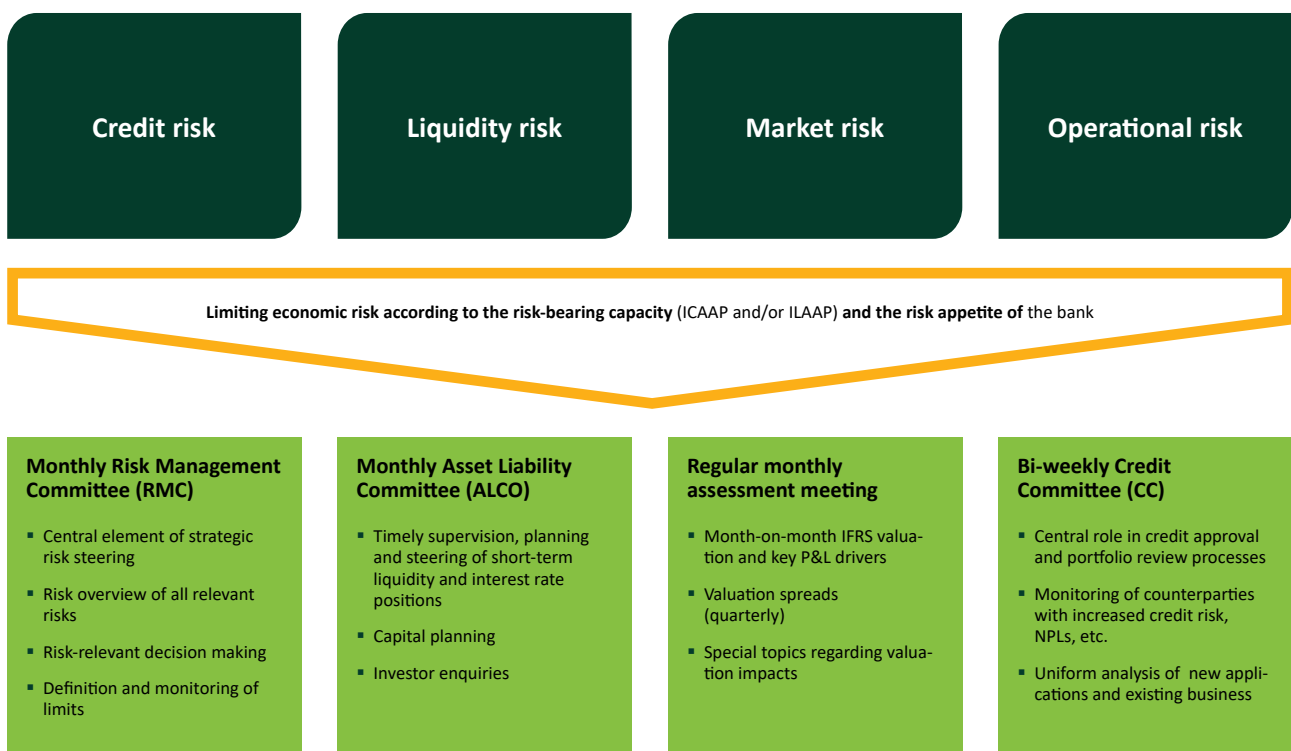 Credit risk
Liquidity risk
Market risk
Operational risk
Limiting economic risk according to the risk-bearing capacity (ICAAP and/or ILAAP) and the risk appetite of the bank
Monthly Risk Management
Committee (RMC)
▪ Central element of strategic
risk steering
▪ Risk overview of all relevant
risks
▪ Risk-relevant decision making
▪ Definition and monitoring of
limits
Monthly Asset Liability
Committee (ALCO)
▪ Timely supervision, planning
and steering of short-term
liquidity and interest rate
positions
▪ Capital planning
▪ Investor enquiries
Regular monthly
assessment meeting
▪ Month-on-month IFRS valua-
tion and key P&L drivers
▪ Valuation spreads
(quarterly)
▪ Special topics regarding valua-
tion impacts
Bi-weekly Credit
Committee (CC)
▪ Central role in credit approval
and portfolio review processes
▪ Monitoring of counterparties
with increased credit risk,
NPLs, etc.
▪ Uniform analysis of new appli-
cations and existing business